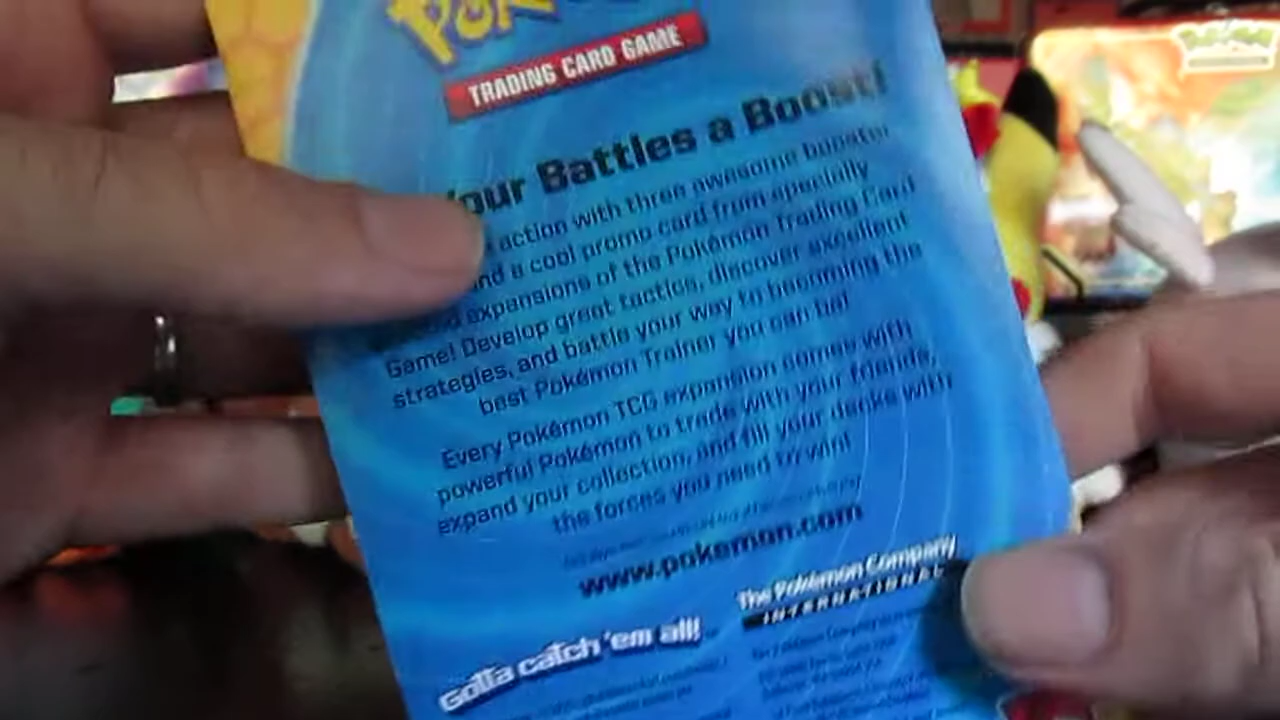 TRADING CARD GAME
Your Battles a Boost!
action with three awesome booster
and a cool promo card from specially
expansions of the Pokémon Trading Card
Game! Develop great tactics, discover excellent
strategies, and battle your way to becoming the
best Pokémon Trainer you can be!
Every Pokémon TCG expansion comes with
powerful Pokémon to trade with your friends,
expand your collection, and fill your decks with
the forces you need to win!
www.pokemon.com
The Pokémon Company
INTERNATIONAL
Gotta catch 'em all!